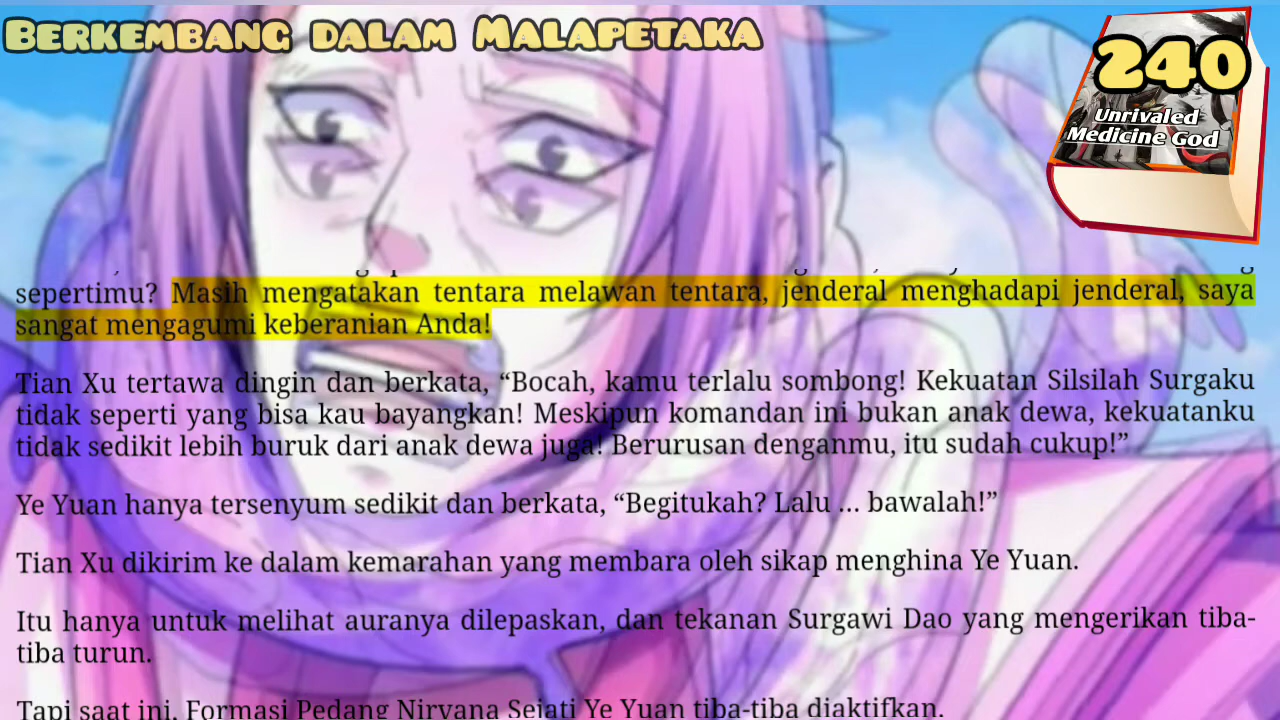 Berkembang dalam Malapetaka
240
Unrivaled
Medicine God
sepertimu? Masih mengatakan tentara melawan tentara, jenderal menghadapi jenderal, saya
sangat mengagumi keberanian Anda!
Tian Xu tertawa dingin dan berkata, “Bocah, kamu terlalu sombong! Kekuatan Silsilah Surgaku
tidak seperti yang bisa kau bayangkan! Meskipun komandan ini bukan anak dewa, kekuatanku
tidak sedikit lebih buruk dari anak dewa juga! Berurusan denganmu, itu sudah cukup!”
Ye Yuan hanya tersenyum sedikit dan berkata, “Begitukah? Lalu … bawalah!”
Tian Xu dikirim ke dalam kemarahan yang membara oleh sikap menghina Ye Yuan.
Itu hanya untuk melihat auranya dilepaskan, dan tekanan Surgawi Dao yang mengerikan tiba-
tiba turun.
Tapi saat ini, Formasi Pedang Nirvana Sejati Ye Yuan tiba-tiba diaktifkan.